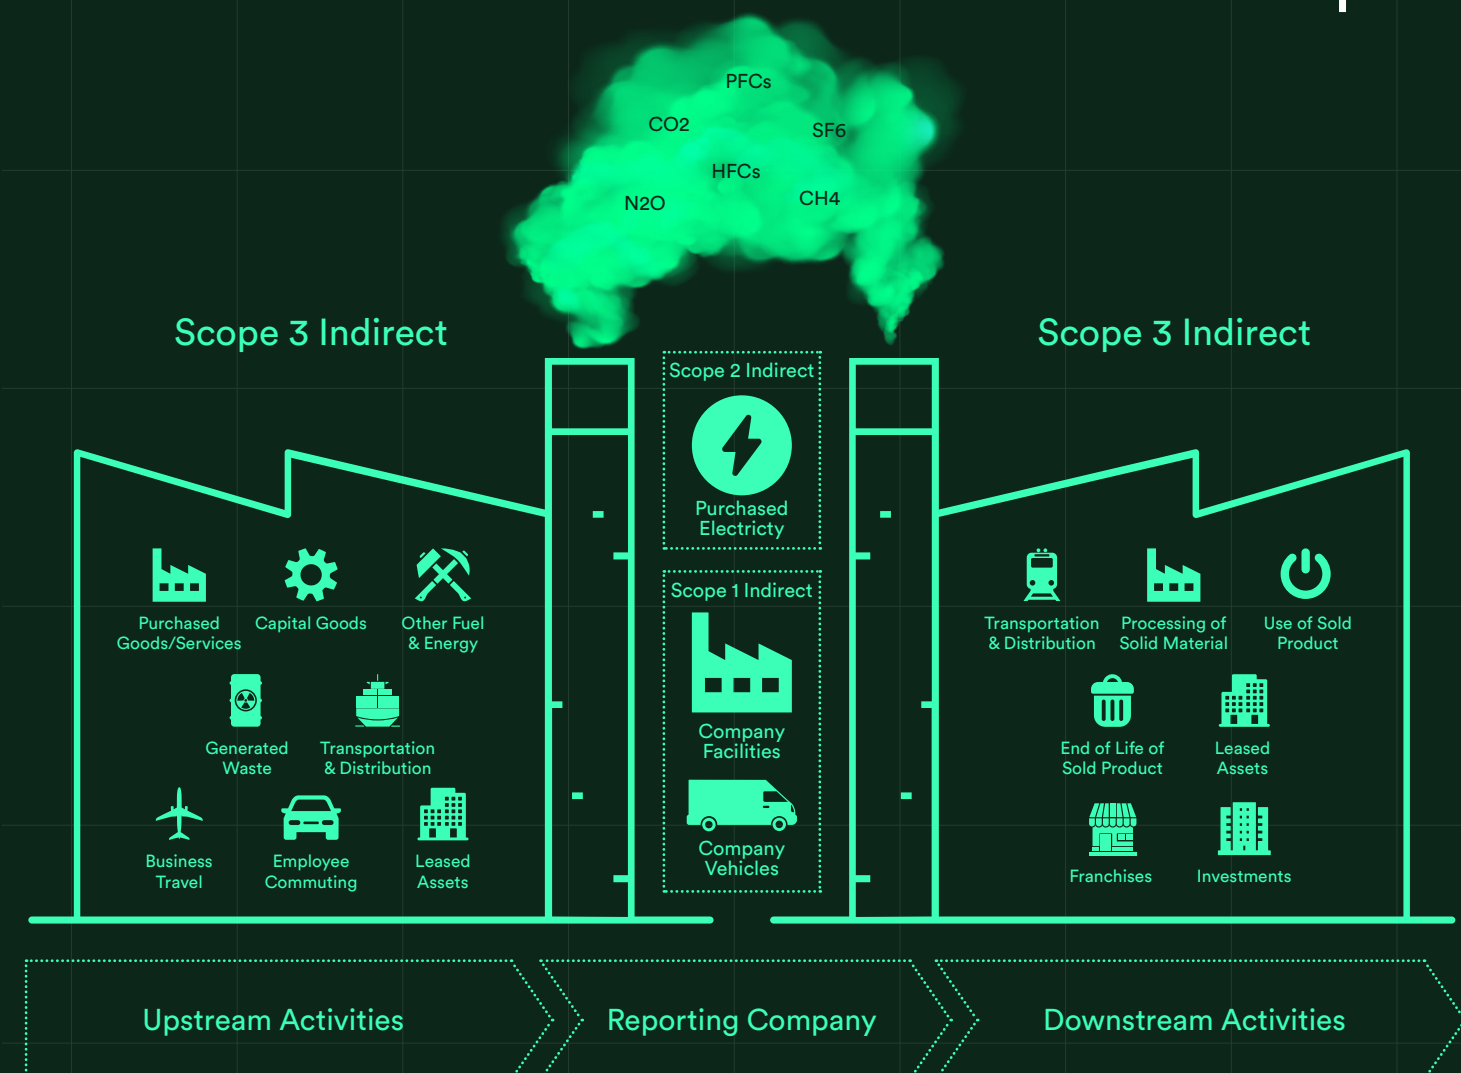 PFCs
CO2
SF6
HFCs
N2O
CH4
Scope 3 Indirect
Scope 3 Indirect
Scope 2 Indirect
Purchased
Electricty
Scope 1 Indirect
Company
Facilities
Company
Vehicles
Purchased
Goods/Services
Capital Goods
Other Fuel
& Energy
Generated
Waste
Transportation
& Distribution
Business
Travel
Employee
Commuting
Leased
Assets
Transportation
& Distribution
Processing of
Solid Material
Use of Sold
Product
End of Life of
Sold Product
Leased
Assets
Franchises
Investments
Upstream Activities
Reporting Company
Downstream Activities